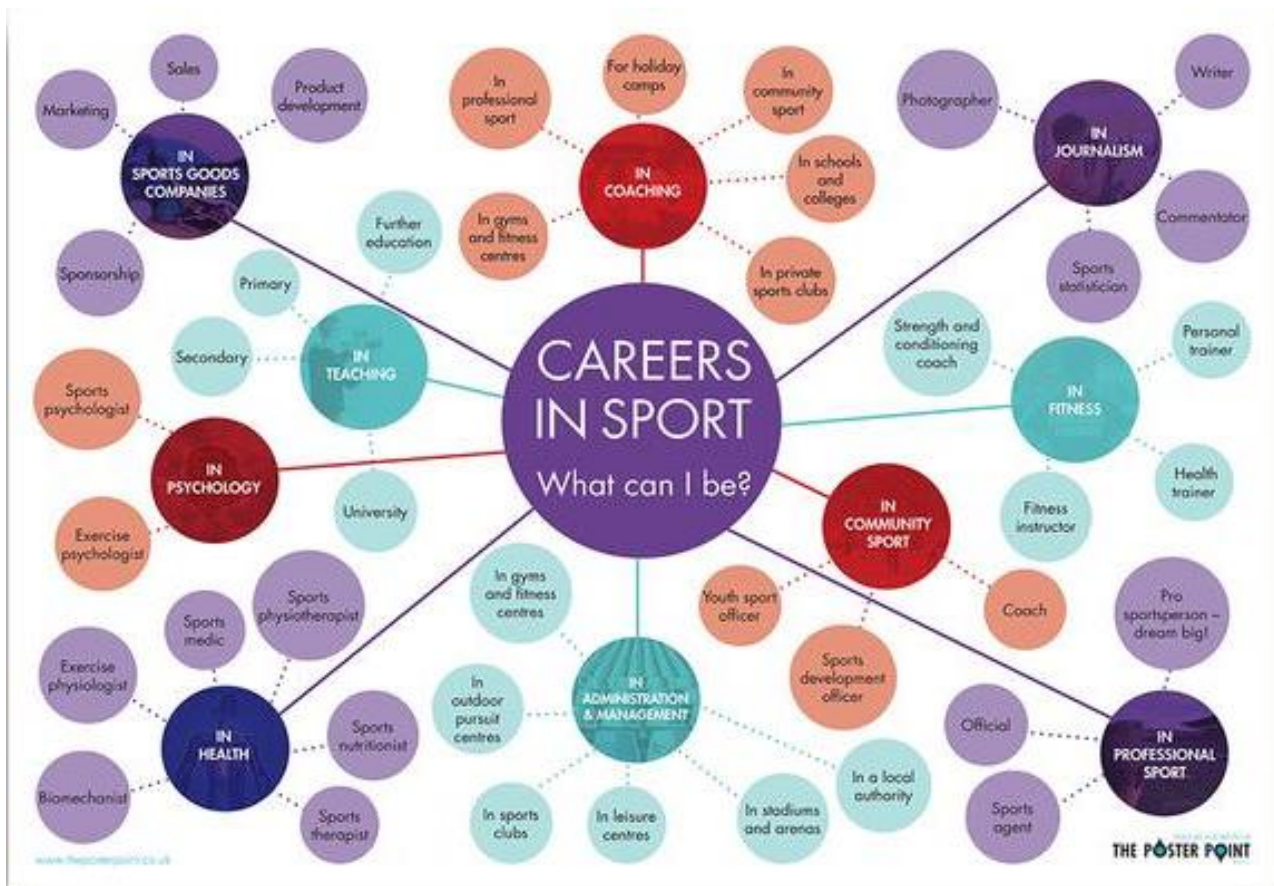 CAREERS
IN SPORT
What can I be?
IN
SPORTS GOODS
COMPANIES
Marketing
Sales
Product
development
Sponsorship
IN
COACHING
In
professional
sport
For holiday
camps
In
community
sport
In schools
and
colleges
In private
sports clubs
In gyms
and fitness
centres
IN
JOURNALISM
Photographer
Writer
Commentator
Sports
statistician
IN
TEACHING
Further
education
Primary
Secondary
University
IN
FITNESS
Strength and
conditioning
coach
Personal
trainer
Health
trainer
Fitness
instructor
IN
PSYCHOLOGY
Sports
psychologist
Exercise
psychologist
IN
COMMUNITY
SPORT
Youth sport
officer
Sports
development
officer
Coach
IN
HEALTH
Sports
medic
Sports
physiotherapist
Exercise
physiologist
Biomechanist
Sports
nutritionist
Sports
therapist
IN
ADMINISTRATION
& MANAGEMENT
In gyms
and fitness
centres
In
outdoor
pursuit
centres
In sports
clubs
In leisure
centres
In stadiums
and arenas
In a local
authority
IN
PROFESSIONAL
SPORT
Pro
sportsperson –
dream big!
Official
Sports
agent
www.theposterpoint.co.uk
THE POSTER POINT